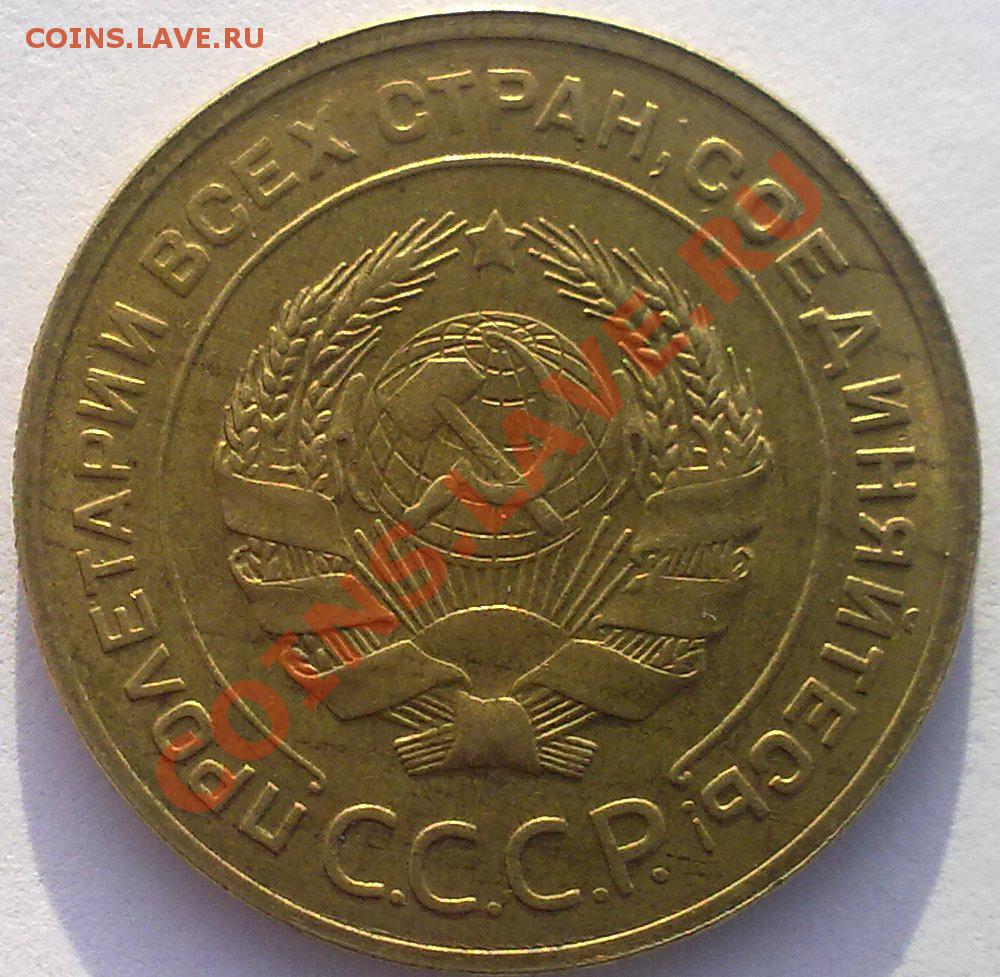 COINS.LAVE.RU
ПРОЛЕТАРИИ ВСЕХ СТРАН, СОЕДИНЯЙТЕСЬ!
С.С.С.Р.
COINS.LAVE.RU